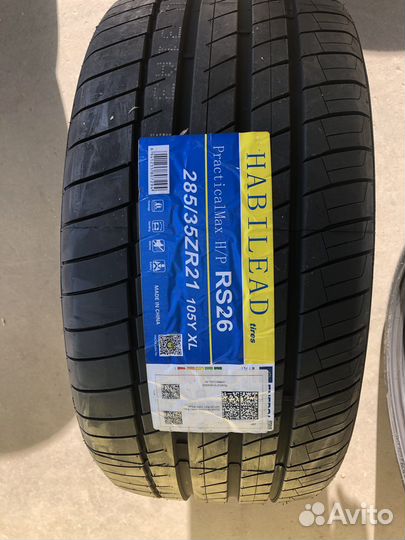 HABILEAD
tires
PracticalMax H/P RS26
285/35ZR21 105Y XL
MADE IN CHINA
Avito